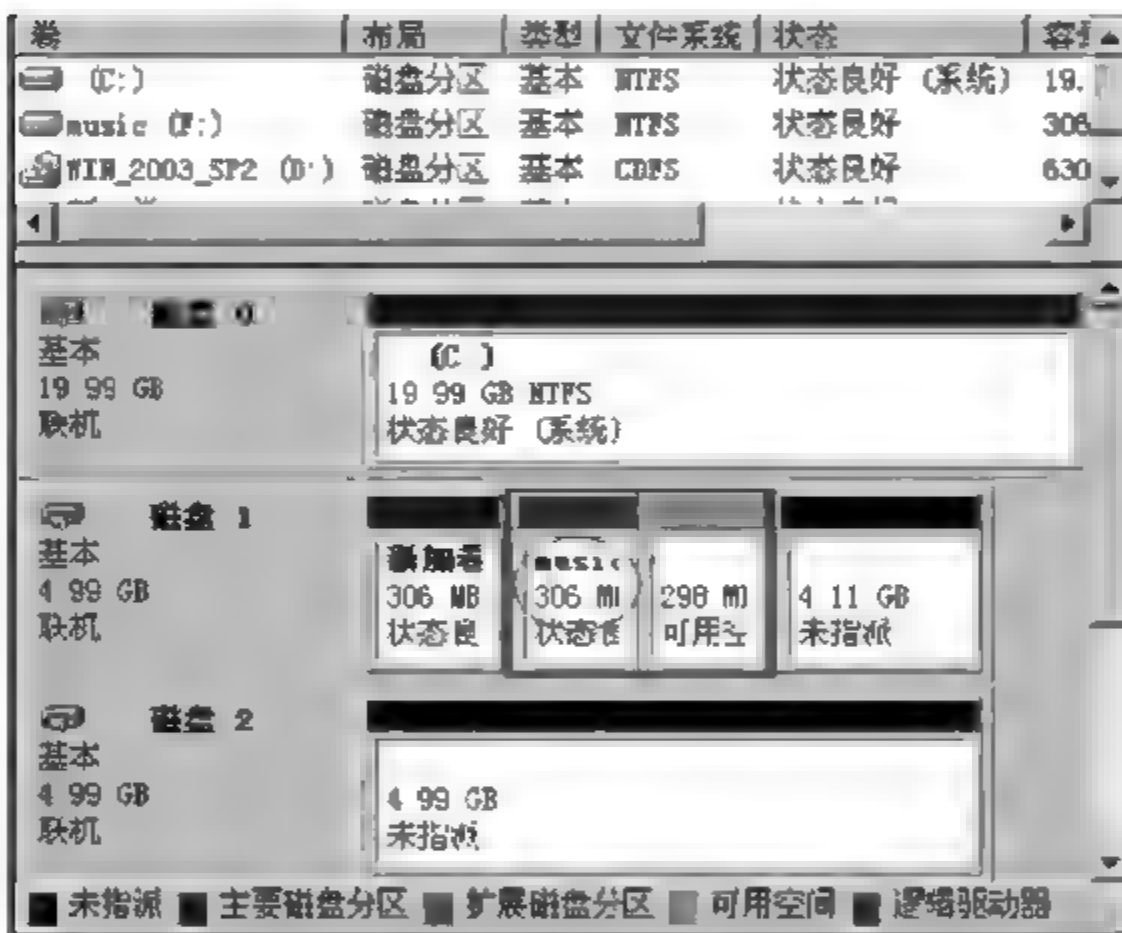 卷 布局 类型 文件系统 状态
(C:) 磁盘分区 基本 NTFS 状态良好 (系统) 19.
music (F:) 磁盘分区 基本 NTFS 状态良好 306
WIN_2003_SP2 (D:) 磁盘分区 基本 CDFS 状态良好 630
基本
19 99 GB
联机
(C )
19 99 GB NTFS
状态良好 (系统)
磁盘 1
基本
4 99 GB
联机
306 MB
状态良
music
306
状态
298
可用
4 11 GB
未指派
磁盘 2
基本
4 99 GB
联机
4 99 GB
未指派
未指派 主要磁盘分区 扩展磁盘分区 可用空间 逻辑驱动器